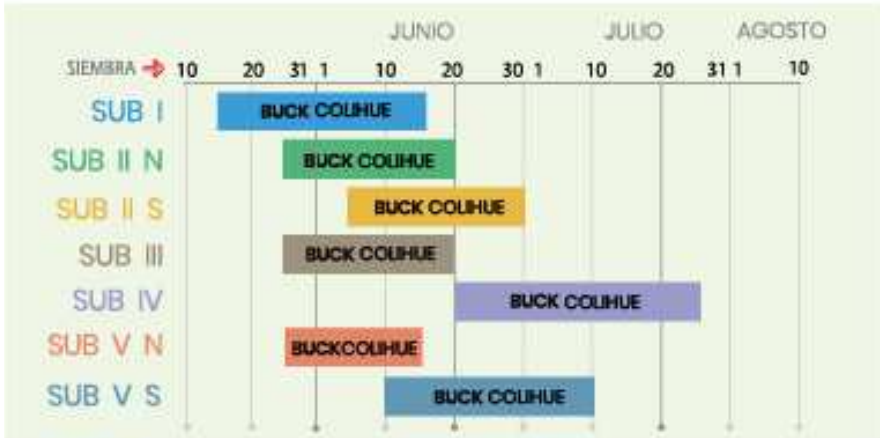 JUNIO JULIO AGOSTO
SIEMBRA 10 20 31 1 10 20 30 1 10 20 31 1 10
SUB I BUCK COLIHUE
SUB II N BUCK COLIHUE
SUB II S BUCK COLIHUE
SUB III BUCK COLIHUE
SUB IV BUCK COLIHUE
SUB V N BUCKCOLIHUE
SUB V S BUCK COLIHUE